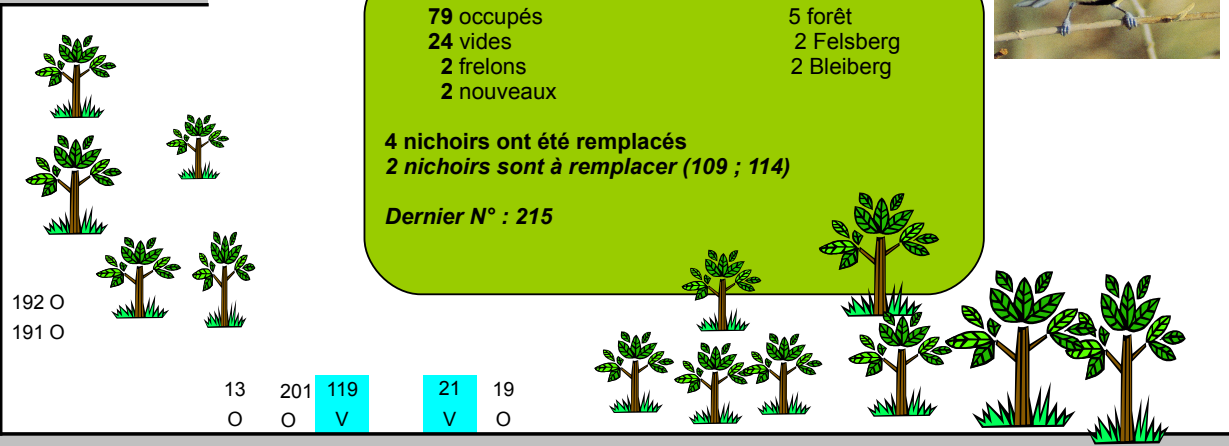 79 occupés 5 forêt
24 vides 2 Felsberg
2 frelons 2 Bleiberg
2 nouveaux
4 nichoirs ont été remplacés
2 nichoirs sont à remplacer (109 ; 114)
Dernier N° : 215
192 O
191 O
13 201 119 21 19
O O V V O